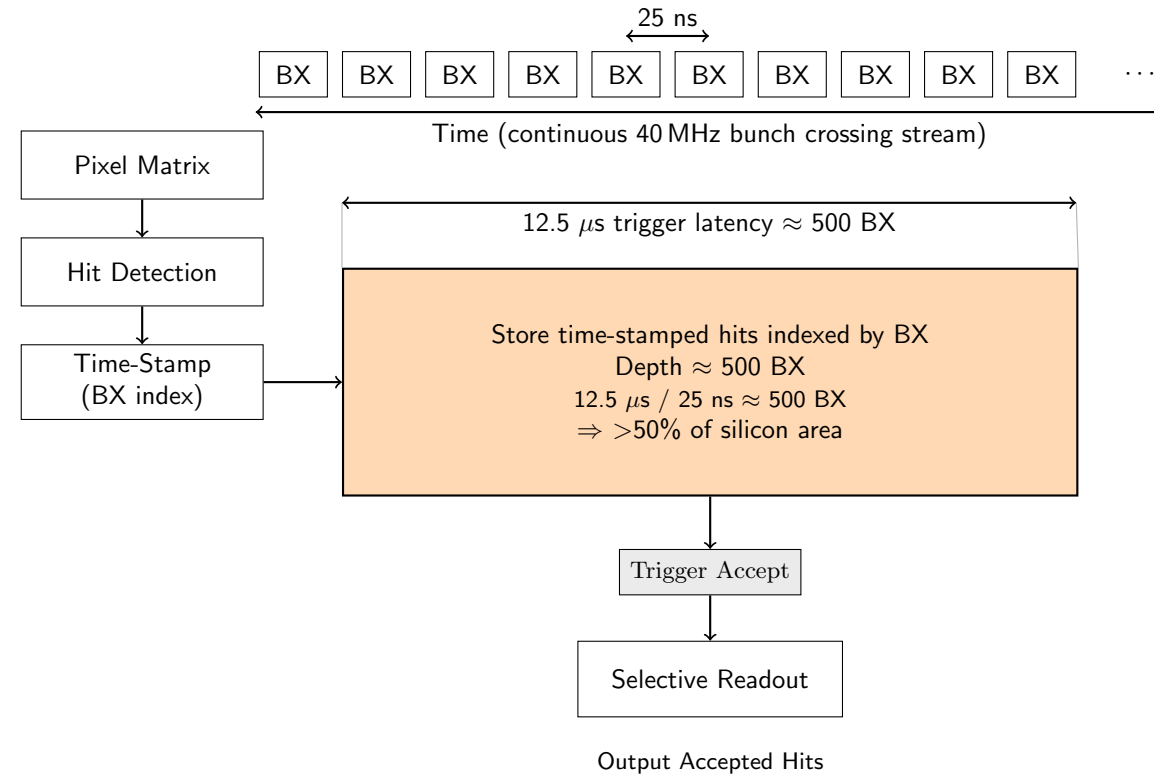 25 ns
BX BX BX BX BX BX BX BX BX BX ...
Time (continuous 40 MHz bunch crossing stream)
Pixel Matrix
Hit Detection
Time-Stamp
(BX index)
12.5 μs trigger latency ≈ 500 BX
Store time-stamped hits indexed by BX
Depth ≈ 500 BX
12.5 μs / 25 ns ≈ 500 BX
⇒ >50% of silicon area
Trigger Accept
Selective Readout
Output Accepted Hits